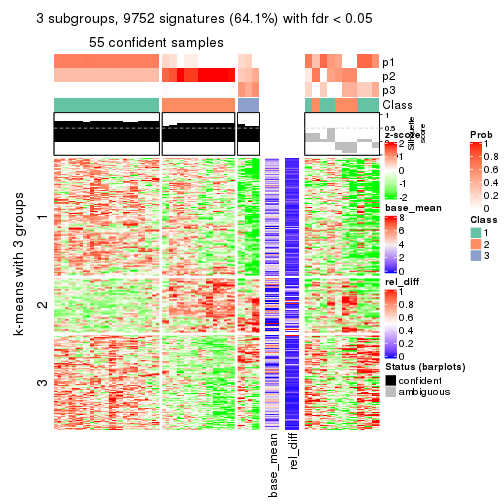 3 subgroups, 9752 signatures (64.1%) with fdr < 0.05
55 confident samples
p1
p2
p3
Class
1
0.5
0
Silhouette
score
k-means with 3 groups
1
2
3
base_mean
rel_diff
z-score
2
1
0
-1
-2
base_mean
8
6
4
2
0
rel_diff
1
0.8
0.6
0.4
0.2
0
Status (barplots)
confident
ambiguous
Prob
1
0.8
0.6
0.4
0.2
0
Class
1
2
3